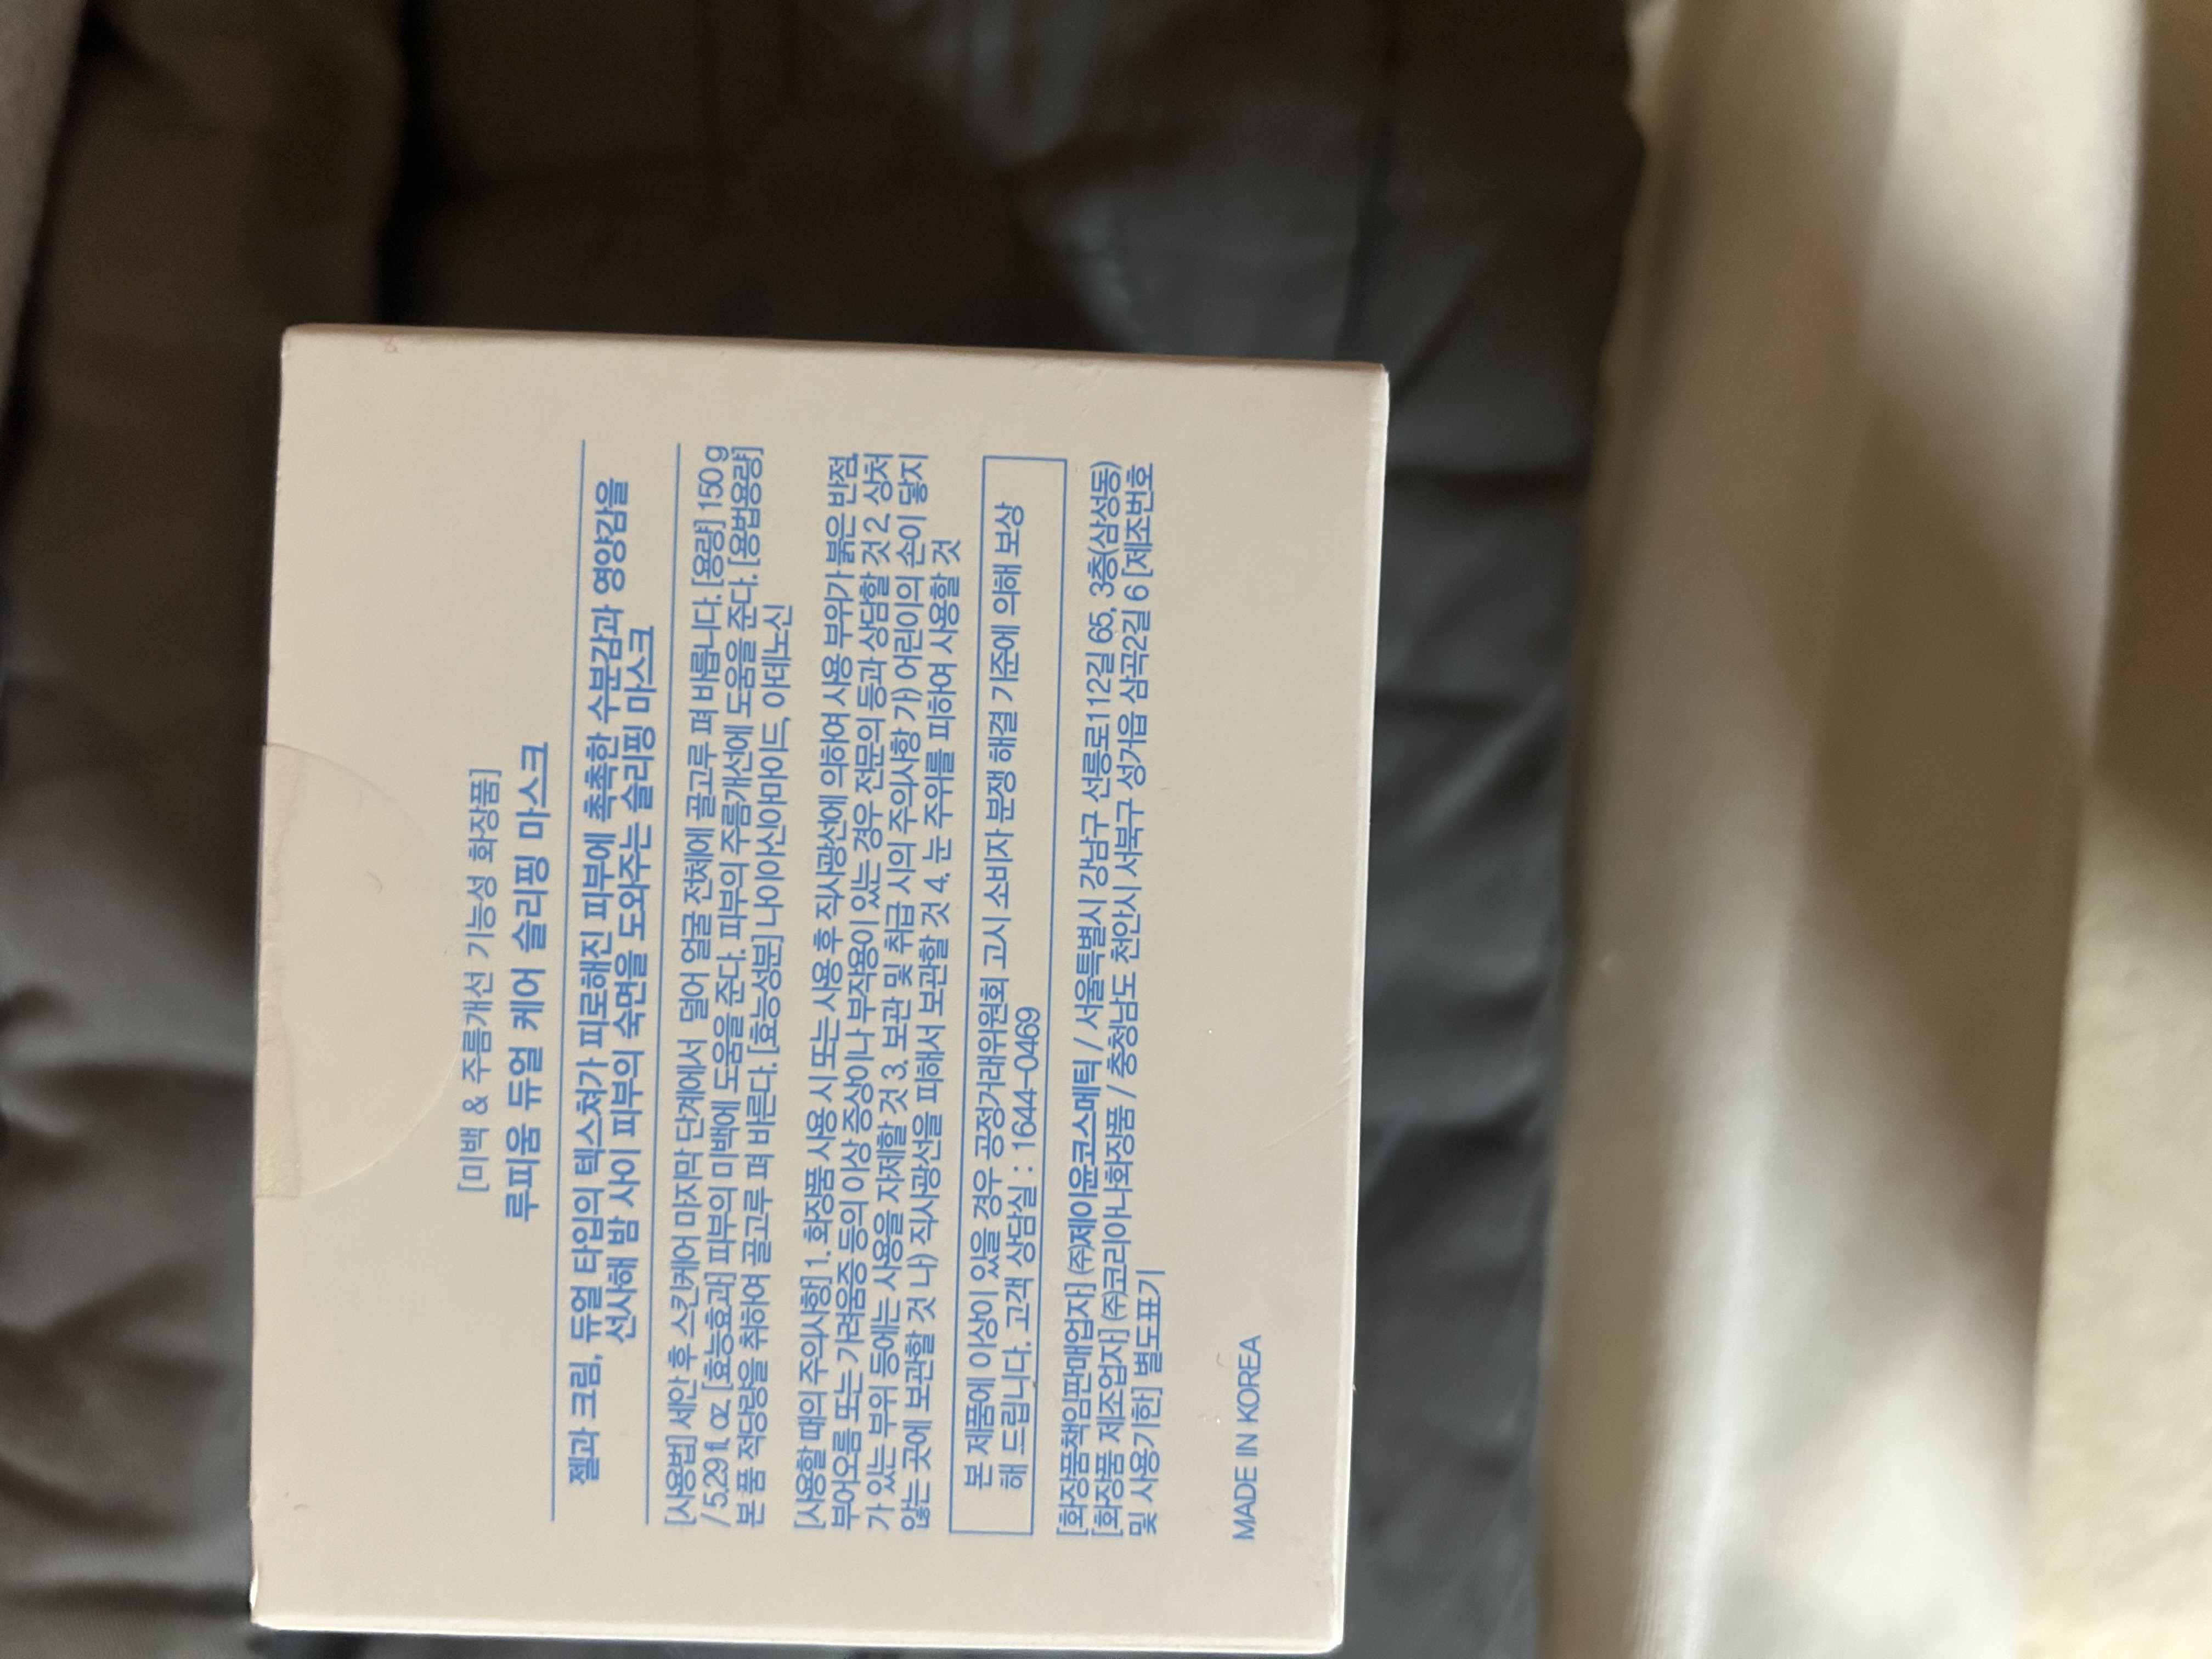 [미백 & 주름개선 기능성 화장품]
루피움 듀얼 케어 슬리핑 마스크
젤과 크림, 듀얼 타입의 텍스쳐가 피로해진 피부에 촉촉한 수분감과 영양감을
선사해 밤 사이 피부의 숙면을 도와주는 슬리핑 마스크
[사용법] 세안 후 스킨케어 마지막 단계에서 덜어 얼굴 전체에 골고루 펴 바릅니다. [용량] 150 g
/ 5.29 fl. oz. [효능효과] 피부의 미백에 도움을 준다. 피부의 주름개선에 도움을 준다. [용법용량]
본 품 적당량을 취하여 골고루 펴 바른다. [효능성분] 나이아신아마이드, 아데노신
[사용할 때의 주의사항] 1. 화장품 사용 시 또는 사용 후 직사광선에 의하여 사용 부위가 붉은 반점,
부어오름 또는 가려움증 등의 이상 증상이나 부작용이 있는 경우 전문의 등과 상담할 것 2. 상처
가 있는 부위 등에는 사용을 자제할 것 3. 보관 및 취급 시의 주의사항 가) 어린이의 손이 닿지
않는 곳에 보관할 것 나) 직사광선을 피해서 보관할 것 4. 눈 주위를 피하여 사용할 것
본 제품에 이상이 있을 경우 공정거래위원회 고시 소비자 분쟁 해결 기준에 의해 보상
해 드립니다. 고객 상담실 : 1644-0469
[화장품책임판매업자] (주)제이윤코스메틱 / 서울특별시 강남구 선릉로112길 65, 3층(삼성동)
[화장품 제조업자] (주)코리아나화장품 / 충청남도 천안시 서북구 성거읍 삼곡2길 6 [제조번호
및 사용기한] 별도표기
MADE IN KOREA